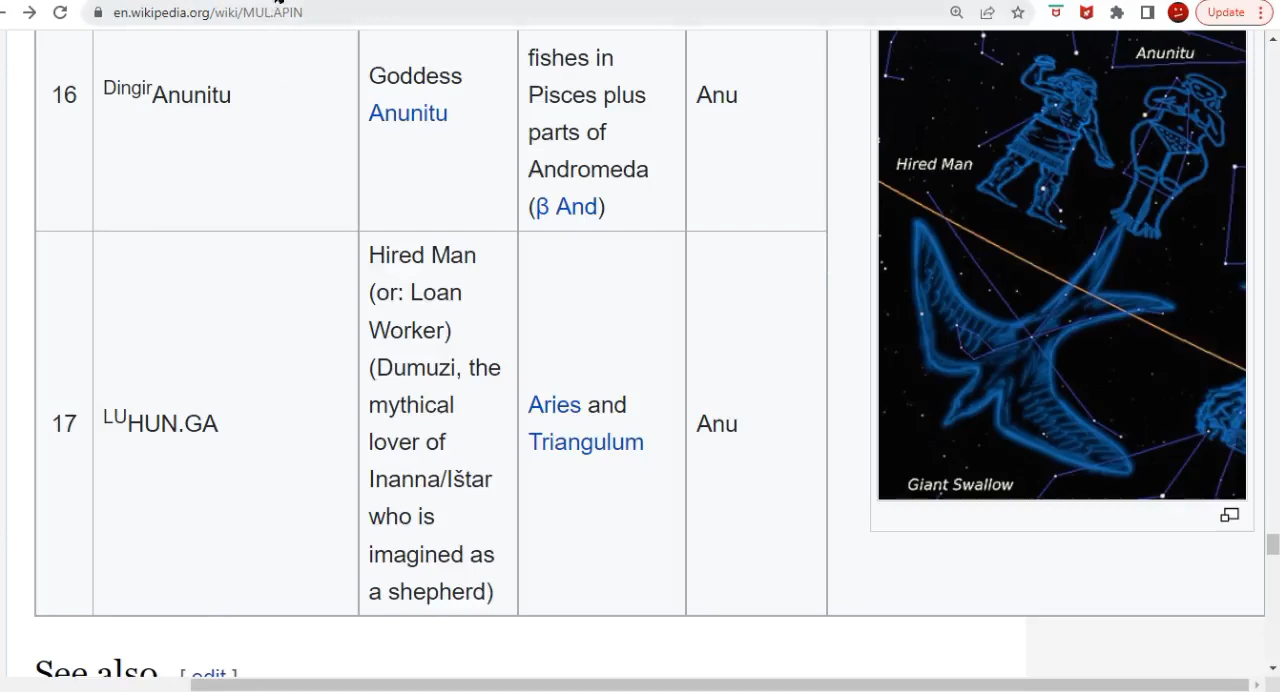 en.wikipedia.org/wiki/MUL.APIN
Update
16
DingirAnunitu
Goddess
Anunitu
fishes in
Pisces plus
parts of
Andromeda
(β And)
Anu
17
LUHUN.GA
Hired Man
(or: Loan
Worker)
(Dumuzi, the
mythical
lover of
Inanna/Ištar
who is
imagined as
a shepherd)
Aries and
Triangulum
Anu
Anunitu
Hired Man
Giant Swallow
See also [ edit ]